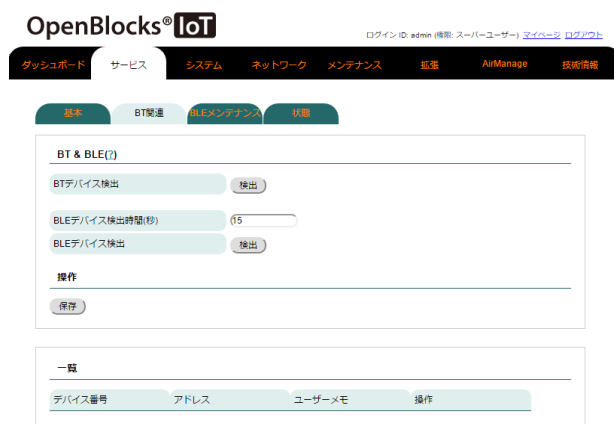 OpenBlocks® IoT
ログイン ID: admin (権限: スーパーユーザー) マイページ ログアウト
ダッシュボード サービス システム ネットワーク メンテナンス 拡張 AirManage 技術情報
基本 BT関連 BLEメンテナンス 状態
BT & BLE(?)
BTデバイス検出 検出
BLEデバイス検出時間(秒) 15
BLEデバイス検出 検出
操作
保存
一覧
デバイス番号 アドレス ユーザーメモ 操作